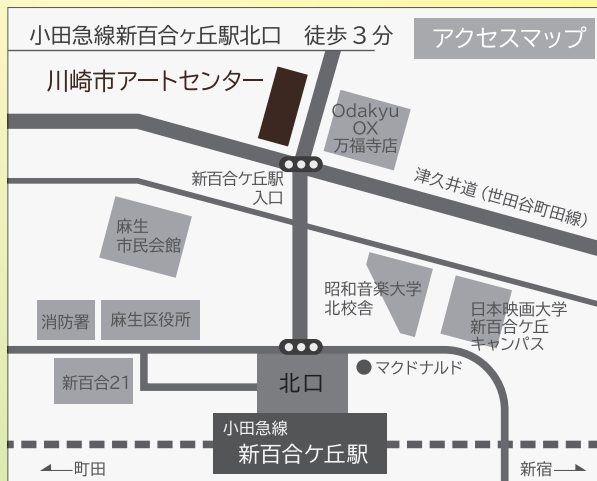 小田急線新百合ヶ丘駅北口　徒歩3分
アクセスマップ
川崎市アートセンター
Odakyu
OX
万福寺店
新百合ケ丘駅
入口
津久井道（世田谷町田線）
麻生
市民会館
昭和音楽大学
北校舎
日本映画大学
新百合ケ丘
キャンパス
消防署
麻生区役所
新百合21
北口
マクドナルド
小田急線
新百合ケ丘駅
町田
新宿